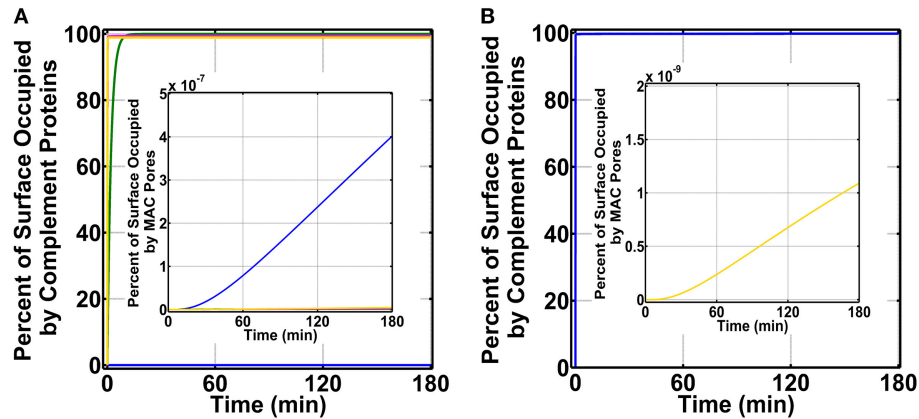 A
Percent of Surface Occupied
by Complement Proteins
100
80
60
40
20
0
0 60 120 180
Time (min)
x 10-7
Percent of Surface Occupied
by MAC Pores
5
4
3
2
1
0
0 60 120 180
Time (min)
B
Percent of Surface Occupied
by Complement Proteins
100
80
60
40
20
0
0 60 120 180
Time (min)
x 10-9
Percent of Surface Occupied
by MAC Pores
2
1.5
1
0.5
0
0 60 120 180
Time (min)